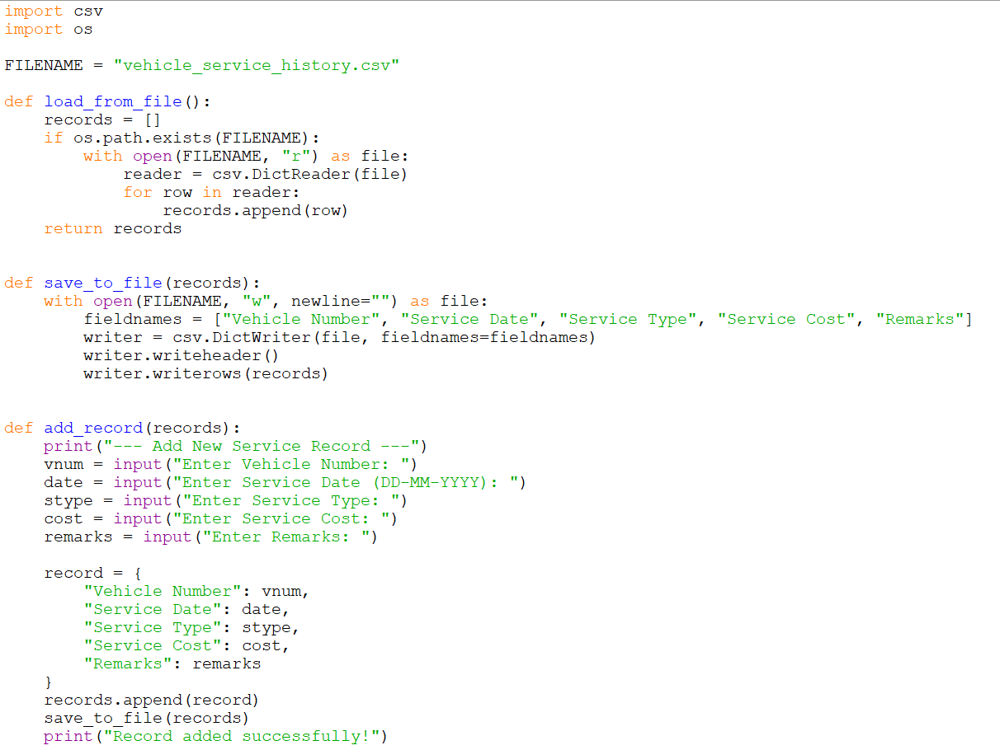 import csv
import os

FILENAME = "vehicle_service_history.csv"

def load_from_file():
    records = []
    if os.path.exists(FILENAME):
        with open(FILENAME, "r") as file:
            reader = csv.DictReader(file)
            for row in reader:
                records.append(row)
    return records


def save_to_file(records):
    with open(FILENAME, "w", newline="") as file:
        fieldnames = ["Vehicle Number", "Service Date", "Service Type", "Service Cost", "Remarks"]
        writer = csv.DictWriter(file, fieldnames=fieldnames)
        writer.writeheader()
        writer.writerows(records)


def add_record(records):
    print("--- Add New Service Record ---")
    vnum = input("Enter Vehicle Number: ")
    date = input("Enter Service Date (DD-MM-YYYY): ")
    stype = input("Enter Service Type: ")
    cost = input("Enter Service Cost: ")
    remarks = input("Enter Remarks: ")

    record = {
        "Vehicle Number": vnum,
        "Service Date": date,
        "Service Type": stype,
        "Service Cost": cost,
        "Remarks": remarks
    }
    records.append(record)
    save_to_file(records)
    print("Record added successfully!")